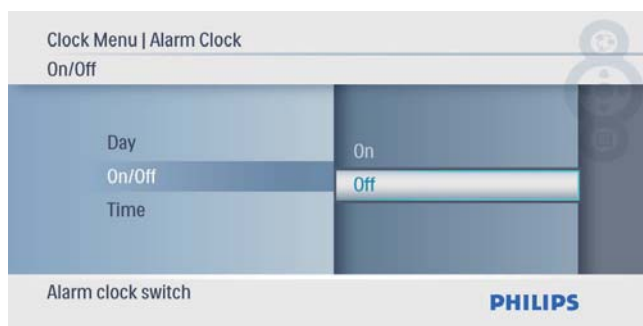 Clock Menu | Alarm Clock
On/Off
Day
On/Off
Time
On
Off
Alarm clock switch
PHILIPS